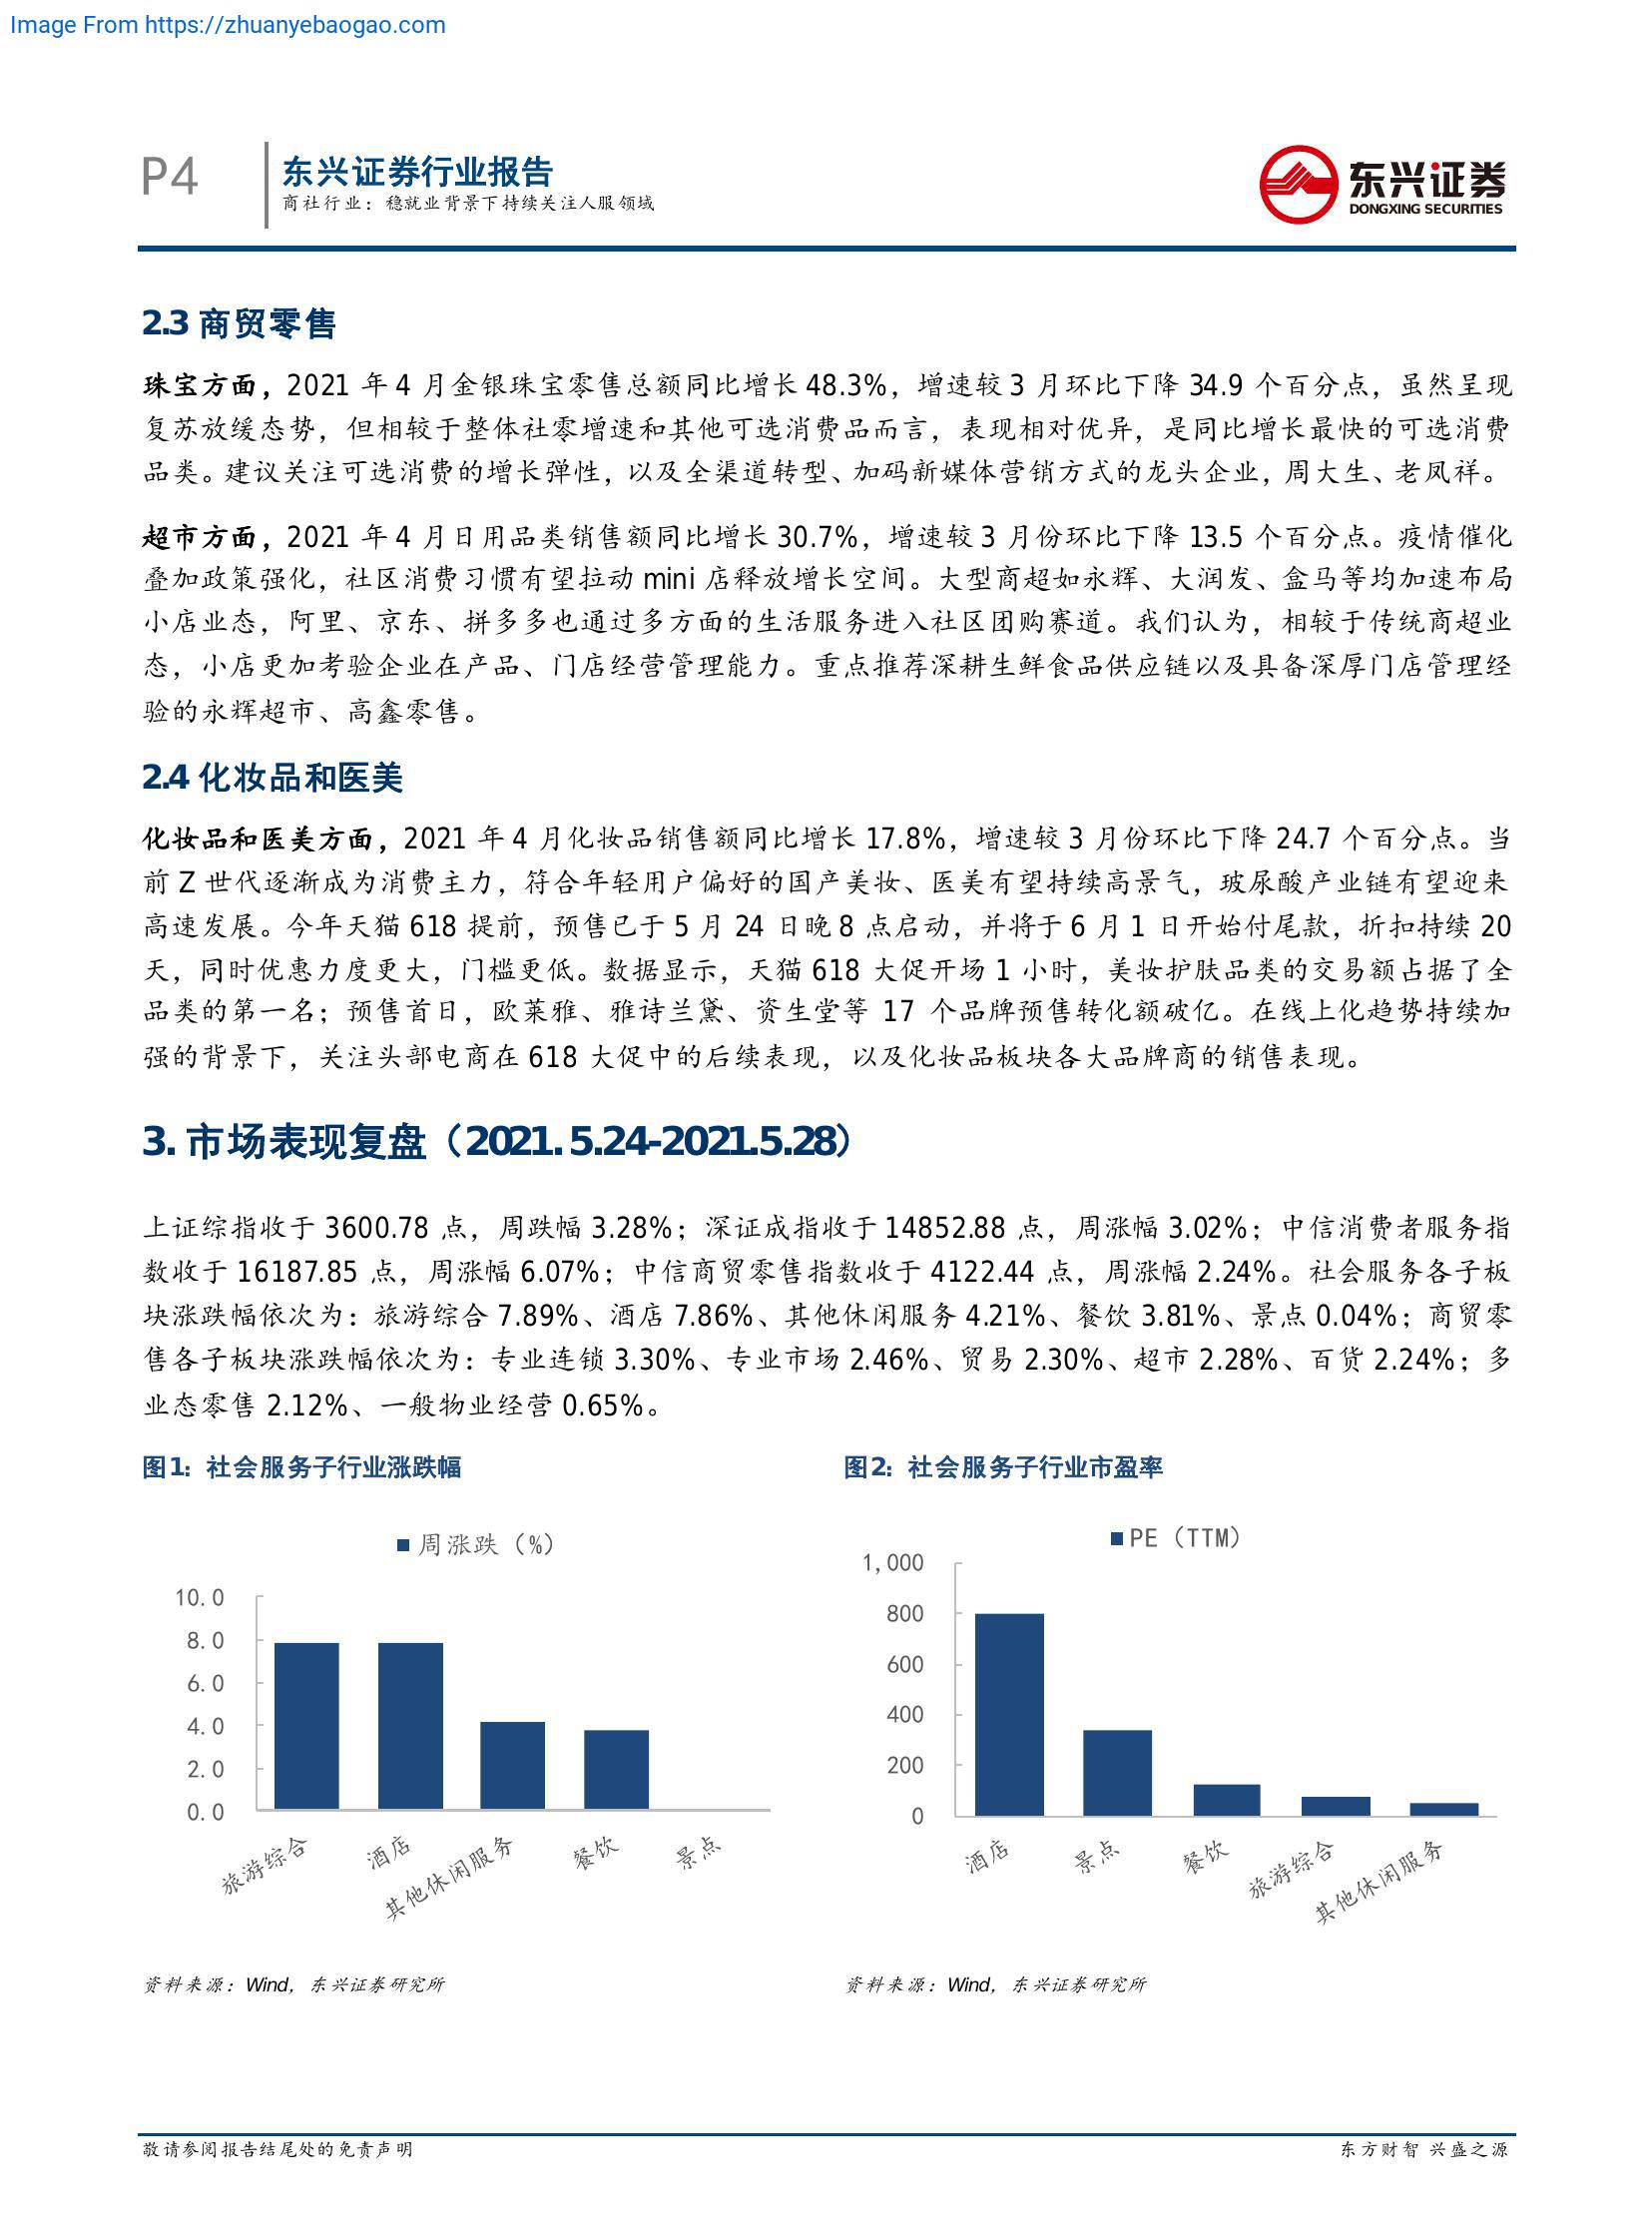 Image From https://zhuanyebaogao.com
P4
东兴证券行业报告
商社行业：稳就业背景下持续关注人服领域
东兴证券
DONGXING SECURITIES
2.3 商贸零售
珠宝方面，2021 年 4 月金银珠宝零售总额同比增长 48.3%，增速较 3 月环比下降 34.9 个百分点，虽然呈现
复苏放缓态势，但相较于整体社零增速和其他可选消费品而言，表现相对优异，是同比增长最快的可选消费
品类。建议关注可选消费的增长弹性，以及全渠道转型、加码新媒体营销方式的龙头企业，周大生、老凤祥。
超市方面，2021 年 4 月日用品类销售额同比增长 30.7%，增速较 3 月份环比下降 13.5 个百分点。疫情催化
叠加政策强化，社区消费习惯有望拉动 mini 店释放增长空间。大型商超如永辉、大润发、盒马等均加速布局
小店业态，阿里、京东、拼多多也通过多方面的生活服务进入社区团购赛道。我们认为，相较于传统商超业
态，小店更加考验企业在产品、门店经营管理能力。重点推荐深耕生鲜食品供应链以及具备深厚门店管理经
验的永辉超市、高鑫零售。
2.4 化妆品和医美
化妆品和医美方面，2021 年 4 月化妆品销售额同比增长 17.8%，增速较 3 月份环比下降 24.7 个百分点。当
前 Z 世代逐渐成为消费主力，符合年轻用户偏好的国产美妆、医美有望持续高景气，玻尿酸产业链有望迎来
高速发展。今年天猫 618 提前，预售已于 5 月 24 日晚 8 点启动，并将于 6 月 1 日开始付尾款，折扣持续 20
天，同时优惠力度更大，门槛更低。数据显示，天猫 618 大促开场 1 小时，美妆护肤品类的交易额占据了全
品类的第一名；预售首日，欧莱雅、雅诗兰黛、资生堂等 17 个品牌预售转化额破亿。在线上化趋势持续加
强的背景下，关注头部电商在 618 大促中的后续表现，以及化妆品板块各大品牌商的销售表现。
3. 市场表现复盘（2021.5.24-2021.5.28）
上证综指收于 3600.78 点，周跌幅 3.28%；深证成指收于 14852.88 点，周涨幅 3.02%；中信消费者服务指
数收于 16187.85 点，周涨幅 6.07%；中信商贸零售指数收于 4122.44 点，周涨幅 2.24%。社会服务各子板
块涨跌幅依次为：旅游综合 7.89%、酒店 7.86%、其他休闲服务 4.21%、餐饮 3.81%、景点 0.04%；商贸零
售各子板块涨跌幅依次为：专业连锁 3.30%、专业市场 2.46%、贸易 2.30%、超市 2.28%、百货 2.24%；多
业态零售 2.12%、一般物业经营 0.65%。
图1：社会服务子行业涨跌幅
周涨跌（%）
10.0
8.0
6.0
4.0
2.0
0.0
旅游综合
酒店
其他休闲服务
餐饮
景点
资料来源：Wind，东兴证券研究所
图2：社会服务子行业市盈率
PE（TTM）
1,000
800
600
400
200
0
酒店
景点
餐饮
旅游综合
其他休闲服务
资料来源：Wind，东兴证券研究所
敬请参阅报告结尾处的免责声明
东方财智 兴盛之源